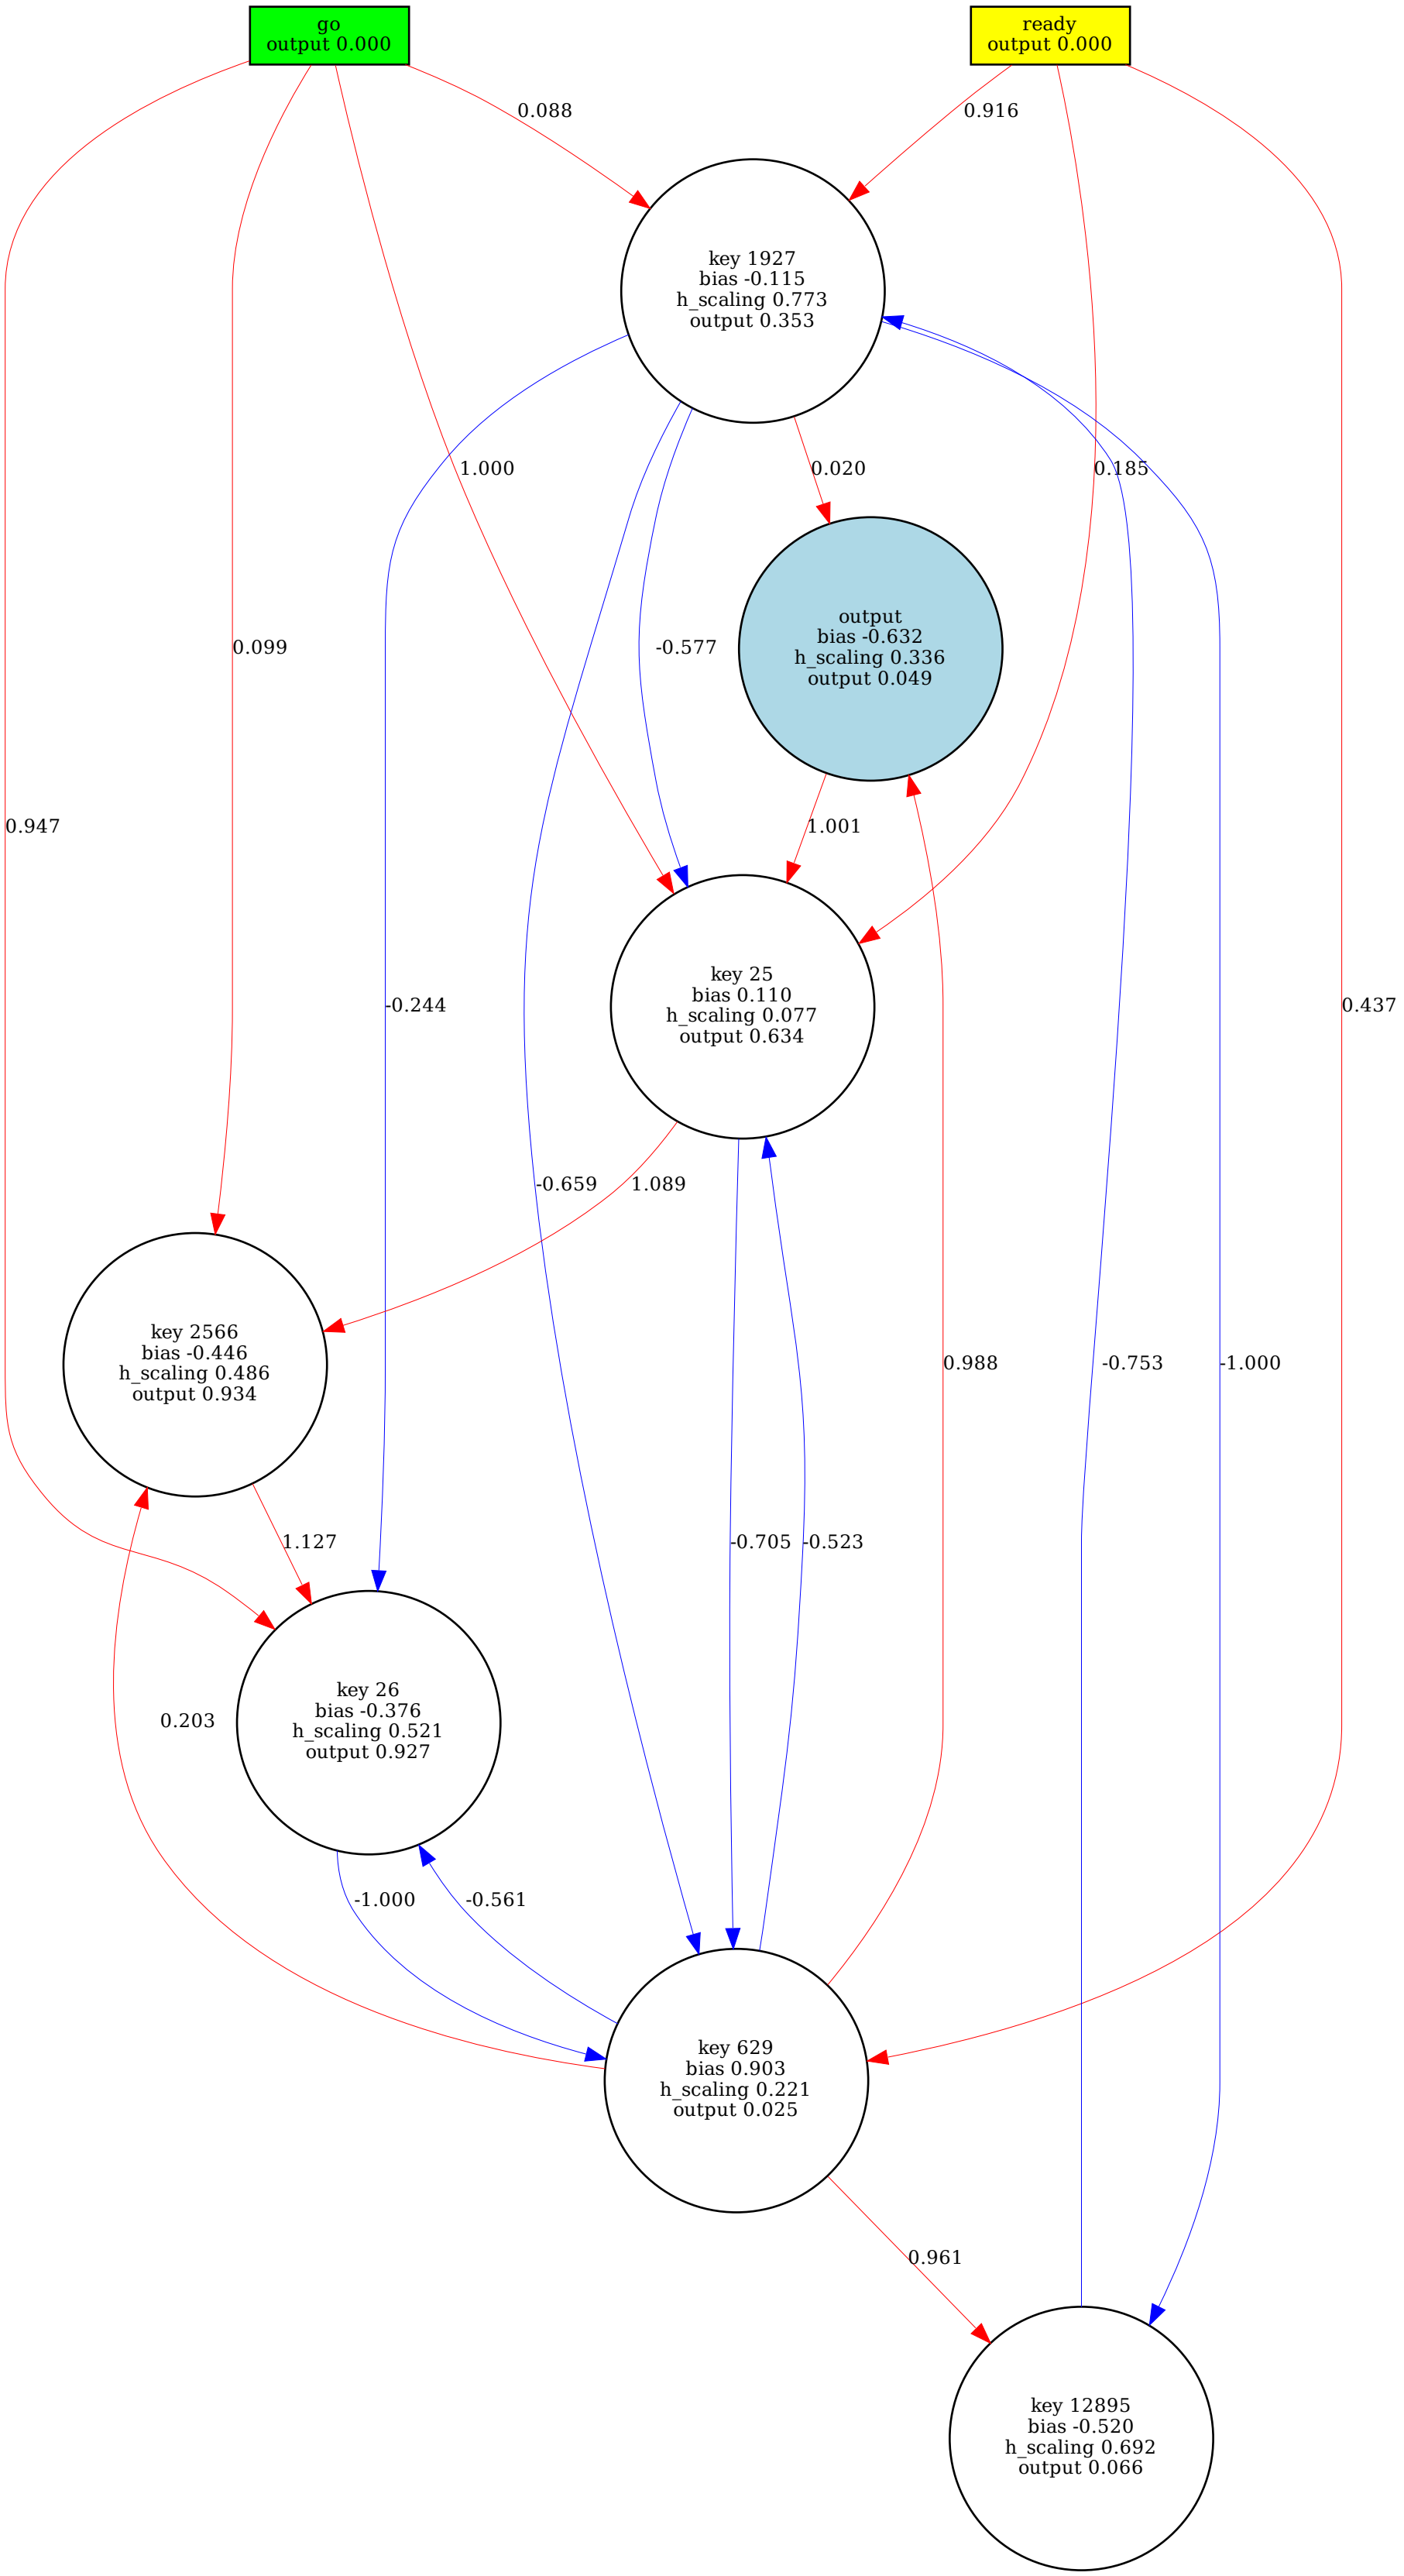 go
output 0.000
ready
output 0.000
0.088
0.916
key 1927
bias -0.115
h_scaling 0.773
output 0.353
1.000
0.020
0.185
0.099
-0.577
output
bias -0.632
h_scaling 0.336
output 0.049
0.947
1.001
-0.244
key 25
bias 0.110
h_scaling 0.077
output 0.634
0.437
-0.659
1.089
key 2566
bias -0.446
h_scaling 0.486
output 0.934
0.988
-0.753
-1.000
1.127
-0.705
-0.523
key 26
bias -0.376
h_scaling 0.521
output 0.927
0.203
-1.000
-0.561
key 629
bias 0.903
h_scaling 0.221
output 0.025
0.961
key 12895
bias -0.520
h_scaling 0.692
output 0.066